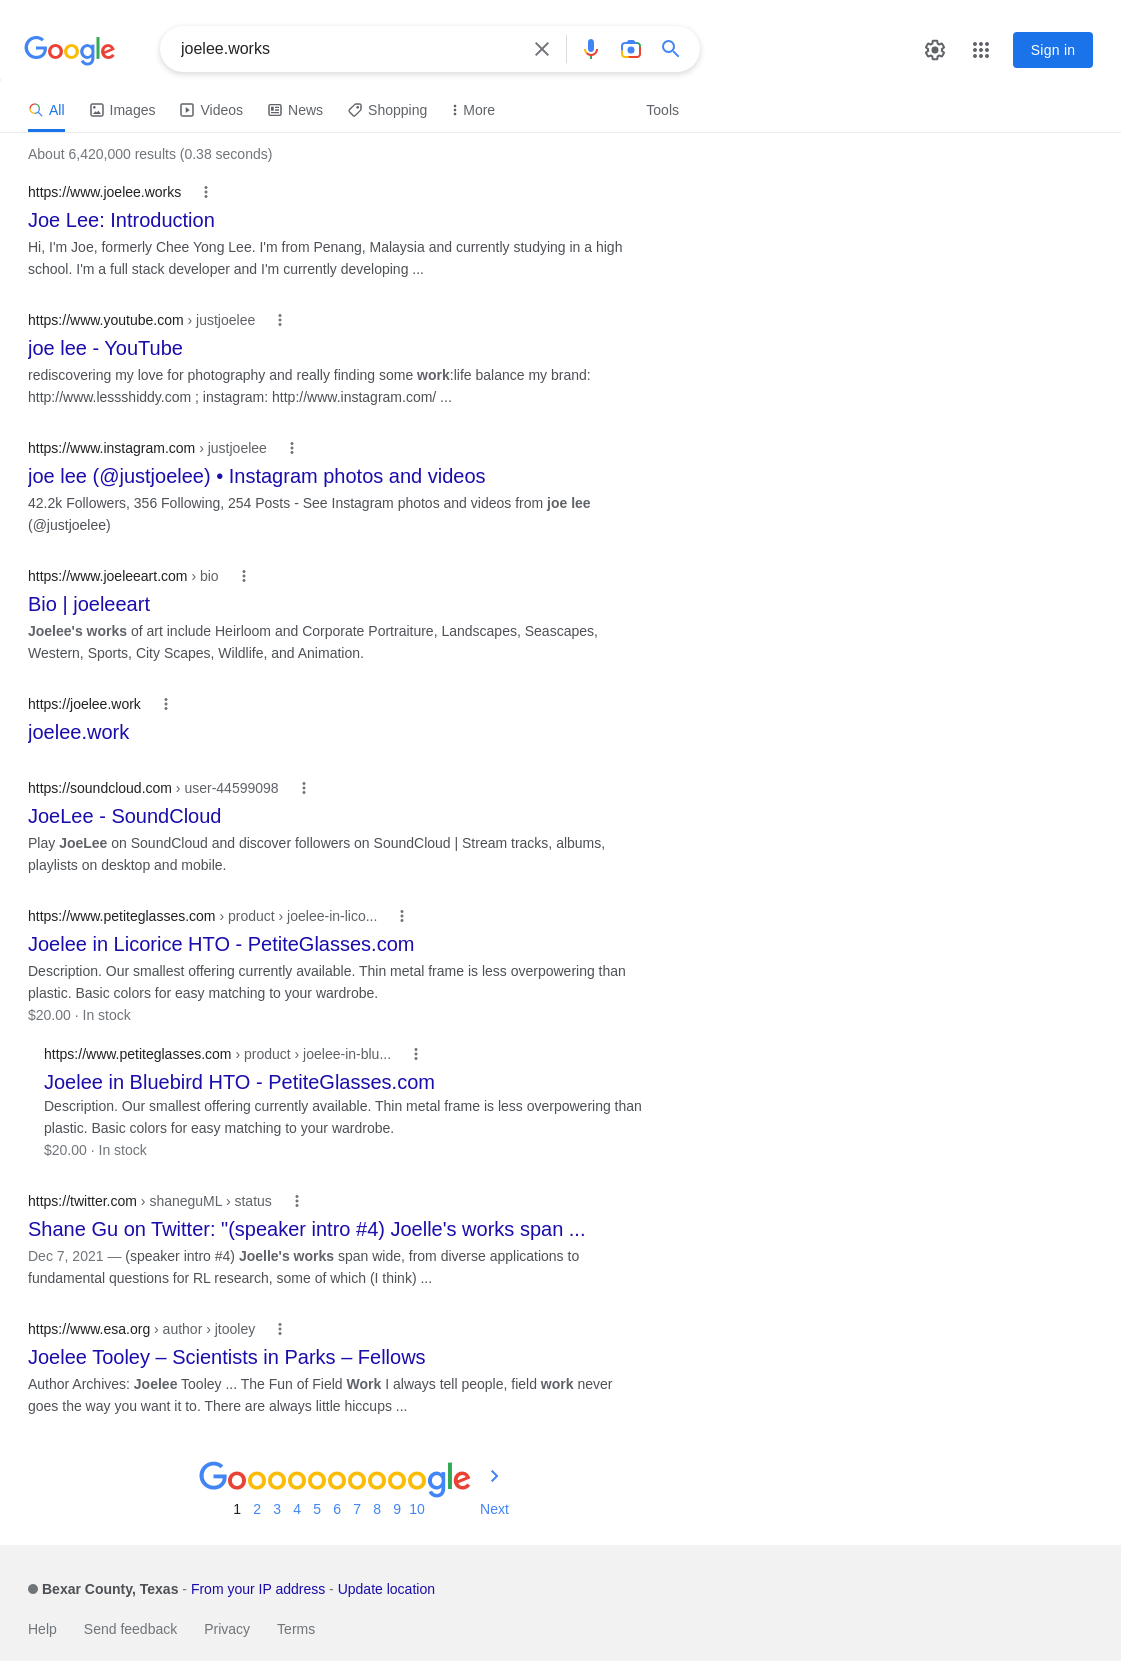 Google
joelee.works
Sign in
All
Images
Videos
News
Shopping
More
Tools
About 6,420,000 results (0.38 seconds)
https://www.joelee.works
Joe Lee: Introduction
Hi, I'm Joe, formerly Chee Yong Lee. I'm from Penang, Malaysia and currently studying in a high
school. I'm a full stack developer and I'm currently developing ...
https://www.youtube.com › justjoelee
joe lee - YouTube
rediscovering my love for photography and really finding some work:life balance my brand:
http://www.lessshiddy.com ; instagram: http://www.instagram.com/ ...
https://www.instagram.com › justjoelee
joe lee (@justjoelee) • Instagram photos and videos
42.2k Followers, 356 Following, 254 Posts - See Instagram photos and videos from joe lee
(@justjoelee)
https://www.joeleeart.com › bio
Bio | joeleeart
Joelee's works of art include Heirloom and Corporate Portraiture, Landscapes, Seascapes,
Western, Sports, City Scapes, Wildlife, and Animation.
https://joelee.work
joelee.work
https://soundcloud.com › user-44599098
JoeLee - SoundCloud
Play JoeLee on SoundCloud and discover followers on SoundCloud | Stream tracks, albums,
playlists on desktop and mobile.
https://www.petiteglasses.com › product › joelee-in-lico...
Joelee in Licorice HTO - PetiteGlasses.com
Description. Our smallest offering currently available. Thin metal frame is less overpowering than
plastic. Basic colors for easy matching to your wardrobe.
$20.00 · In stock
https://www.petiteglasses.com › product › joelee-in-blu...
Joelee in Bluebird HTO - PetiteGlasses.com
Description. Our smallest offering currently available. Thin metal frame is less overpowering than
plastic. Basic colors for easy matching to your wardrobe.
$20.00 · In stock
https://twitter.com › shaneguML › status
Shane Gu on Twitter: "(speaker intro #4) Joelle's works span ...
Dec 7, 2021 — (speaker intro #4) Joelle's works span wide, from diverse applications to
fundamental questions for RL research, some of which (I think) ...
https://www.esa.org › author › jtooley
Joelee Tooley – Scientists in Parks – Fellows
Author Archives: Joelee Tooley ... The Fun of Field Work I always tell people, field work never
goes the way you want it to. There are always little hiccups ...
Goooooooooogle
1 2 3 4 5 6 7 8 9 10 Next
Bexar County, Texas - From your IP address - Update location
Help Send feedback Privacy Terms